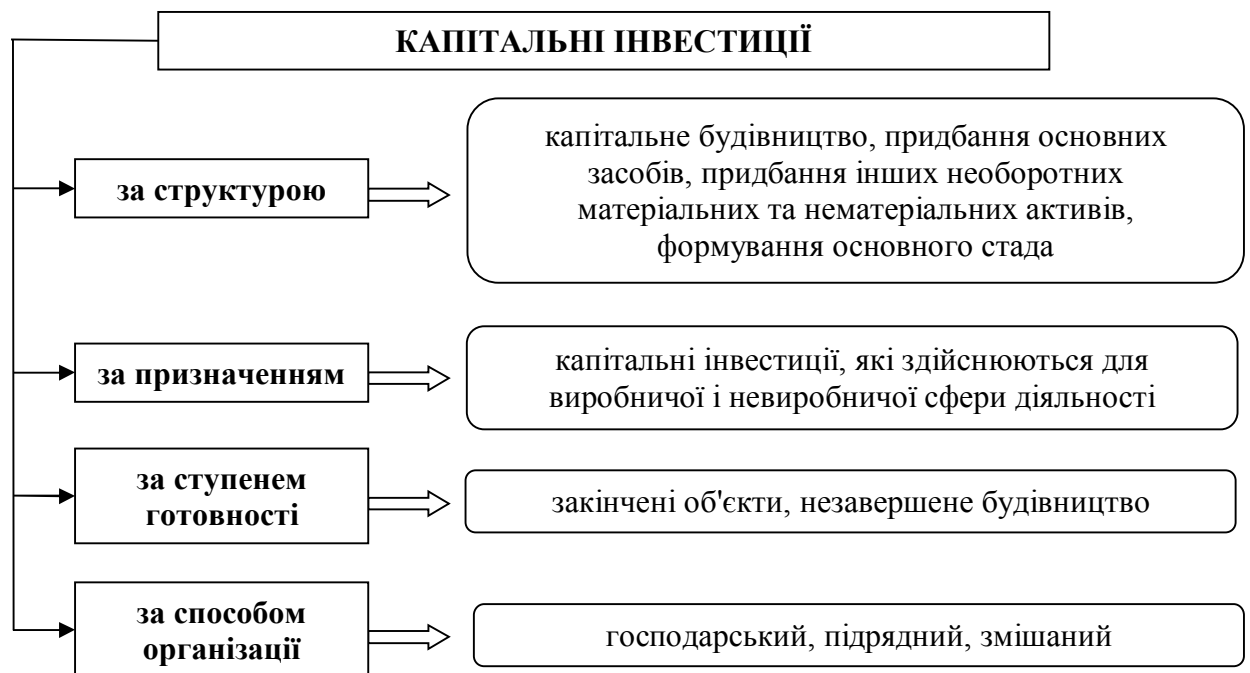 КАПІТАЛЬНІ ІНВЕСТИЦІЇ
за структурою
капітальне будівництво, придбання основних
засобів, придбання інших необоротних
матеріальних та нематеріальних активів,
формування основного стада
за призначенням
капітальні інвестиції, які здійснюються для
виробничої і невиробничої сфери діяльності
за ступенем
готовності
закінчені об'єкти, незавершене будівництво
за способом
організації
господарський, підрядний, змішаний